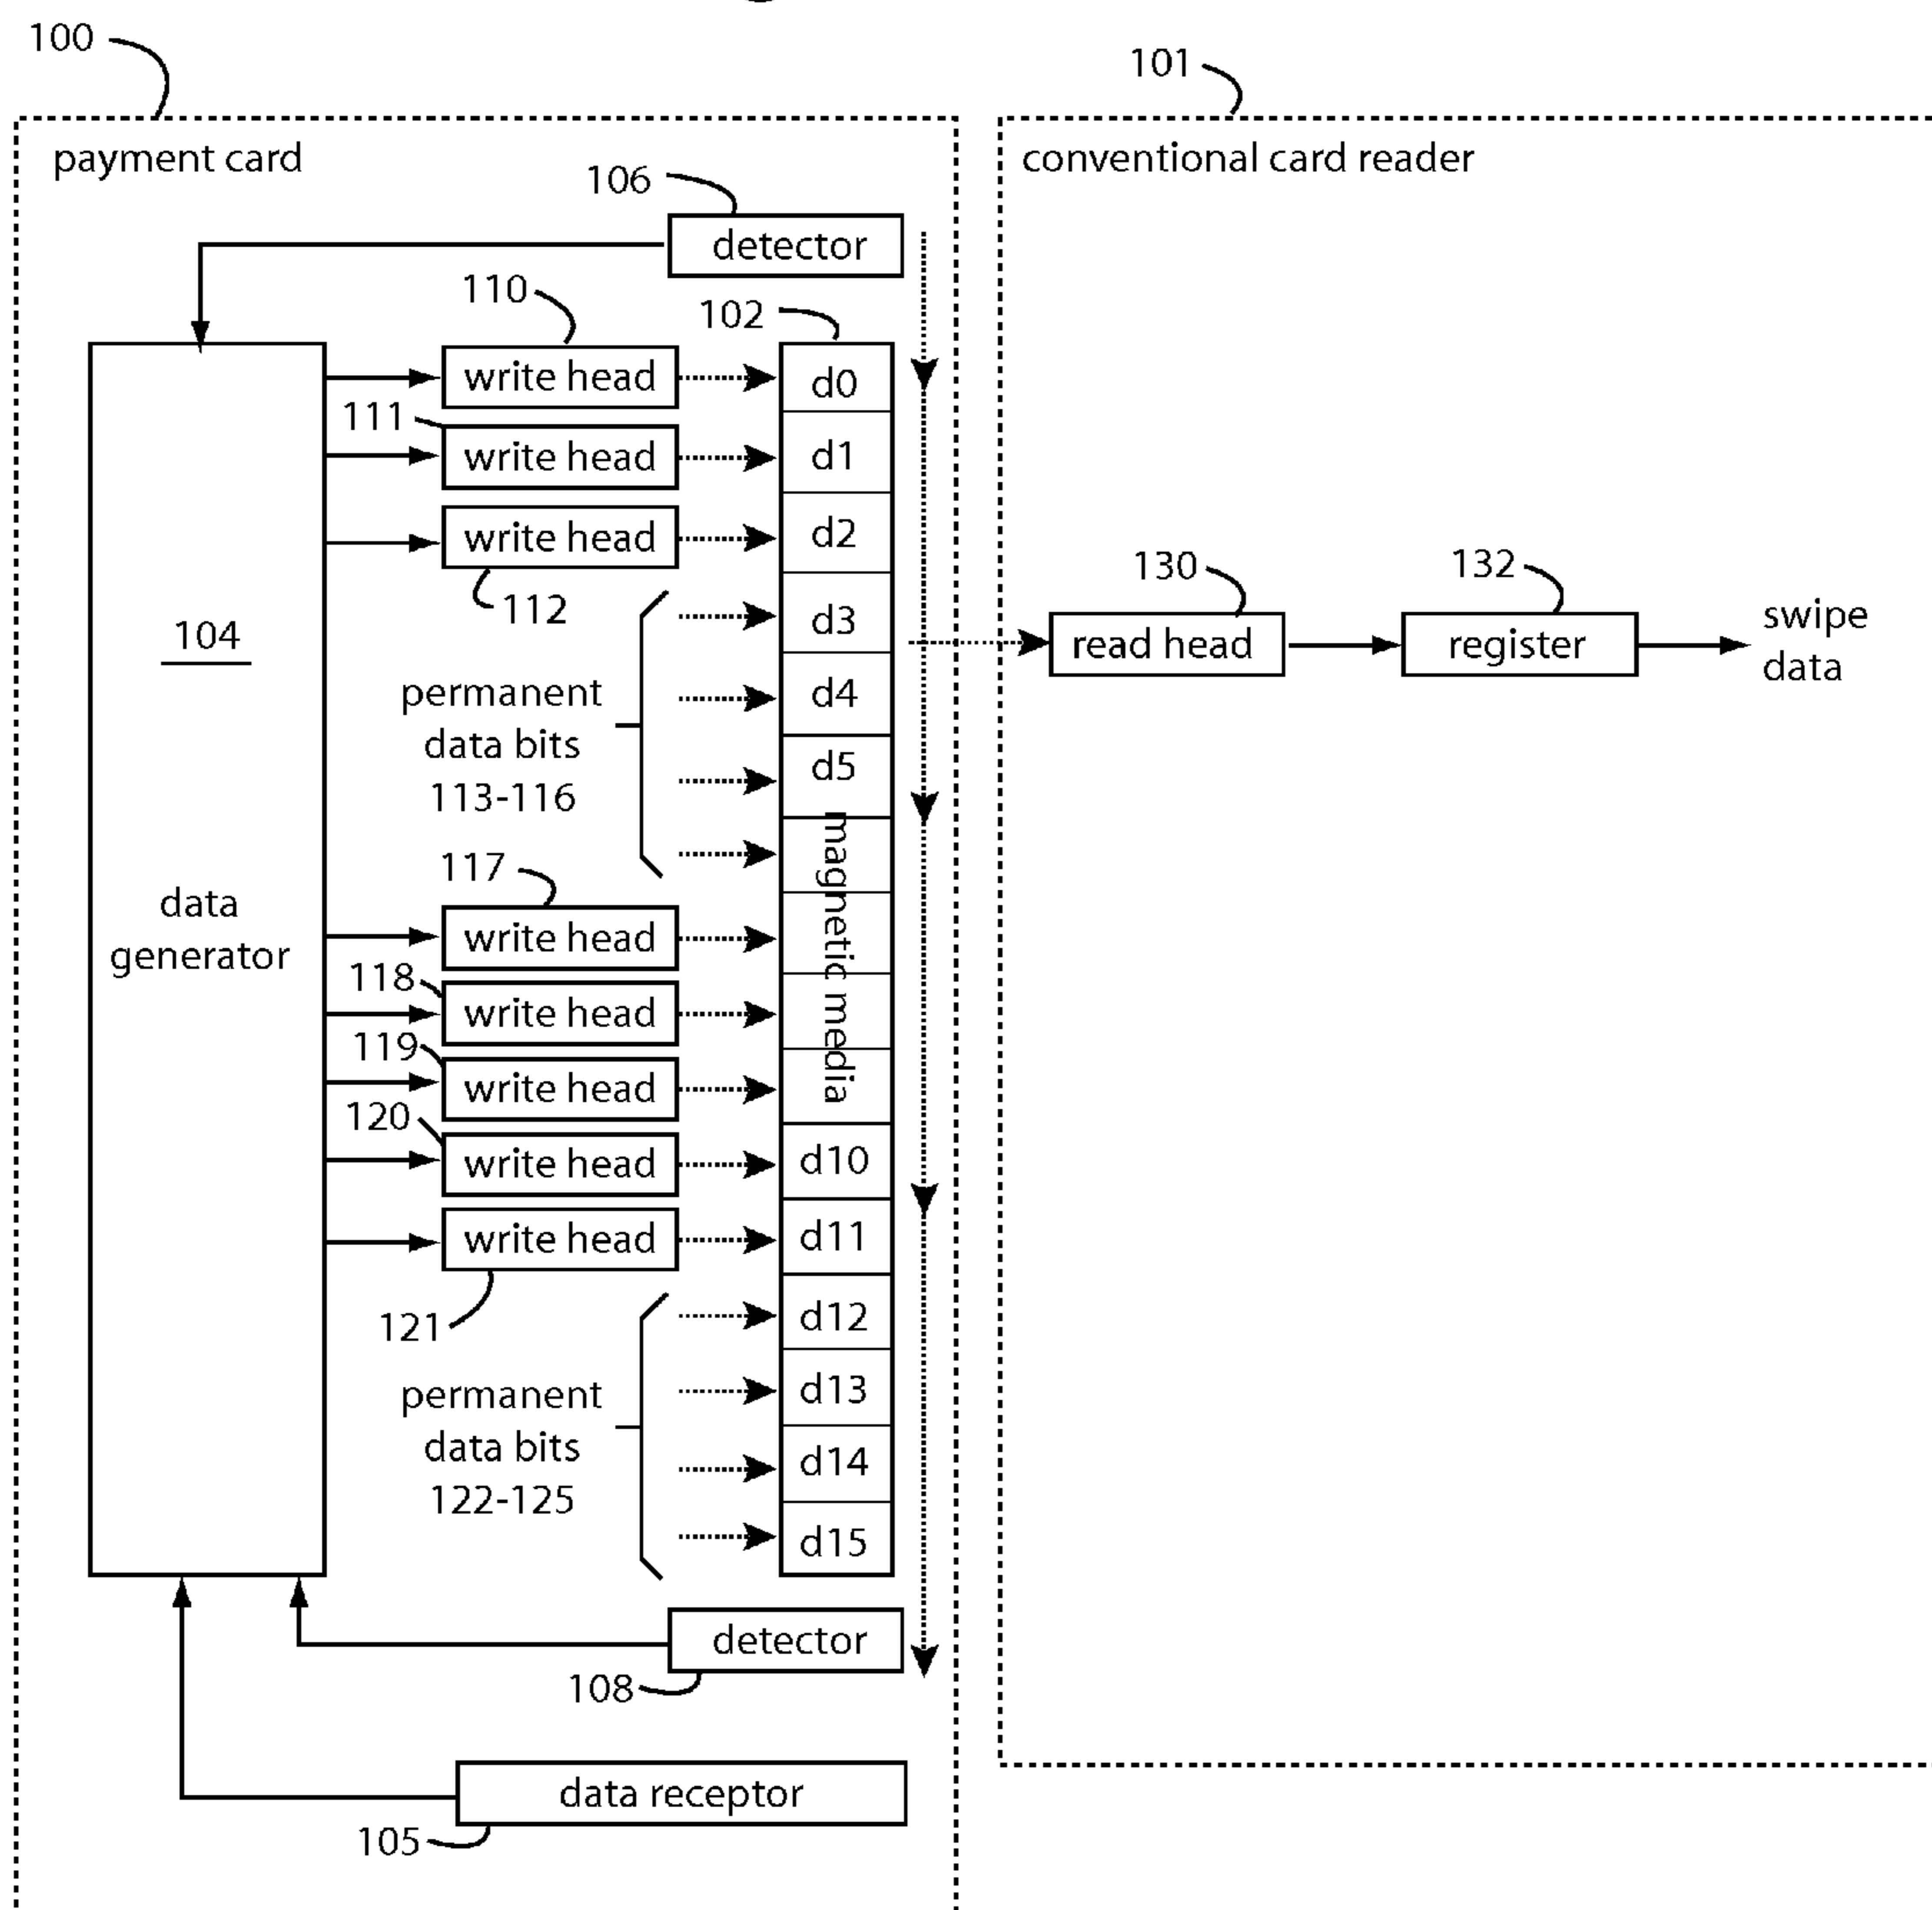 100
101
payment card
conventional card reader
106
detector
110
102
write head
d0
111
write head
d1
write head
d2
112
130
132
d3
104
read head
register
swipe
data
permanent
data bits
113-116
d4
d5
magnetic media
117
data
generator
write head
118
write head
119
write head
120
write head
d10
write head
d11
121
d12
permanent
data bits
122-125
d13
d14
d15
detector
108
data receptor
105